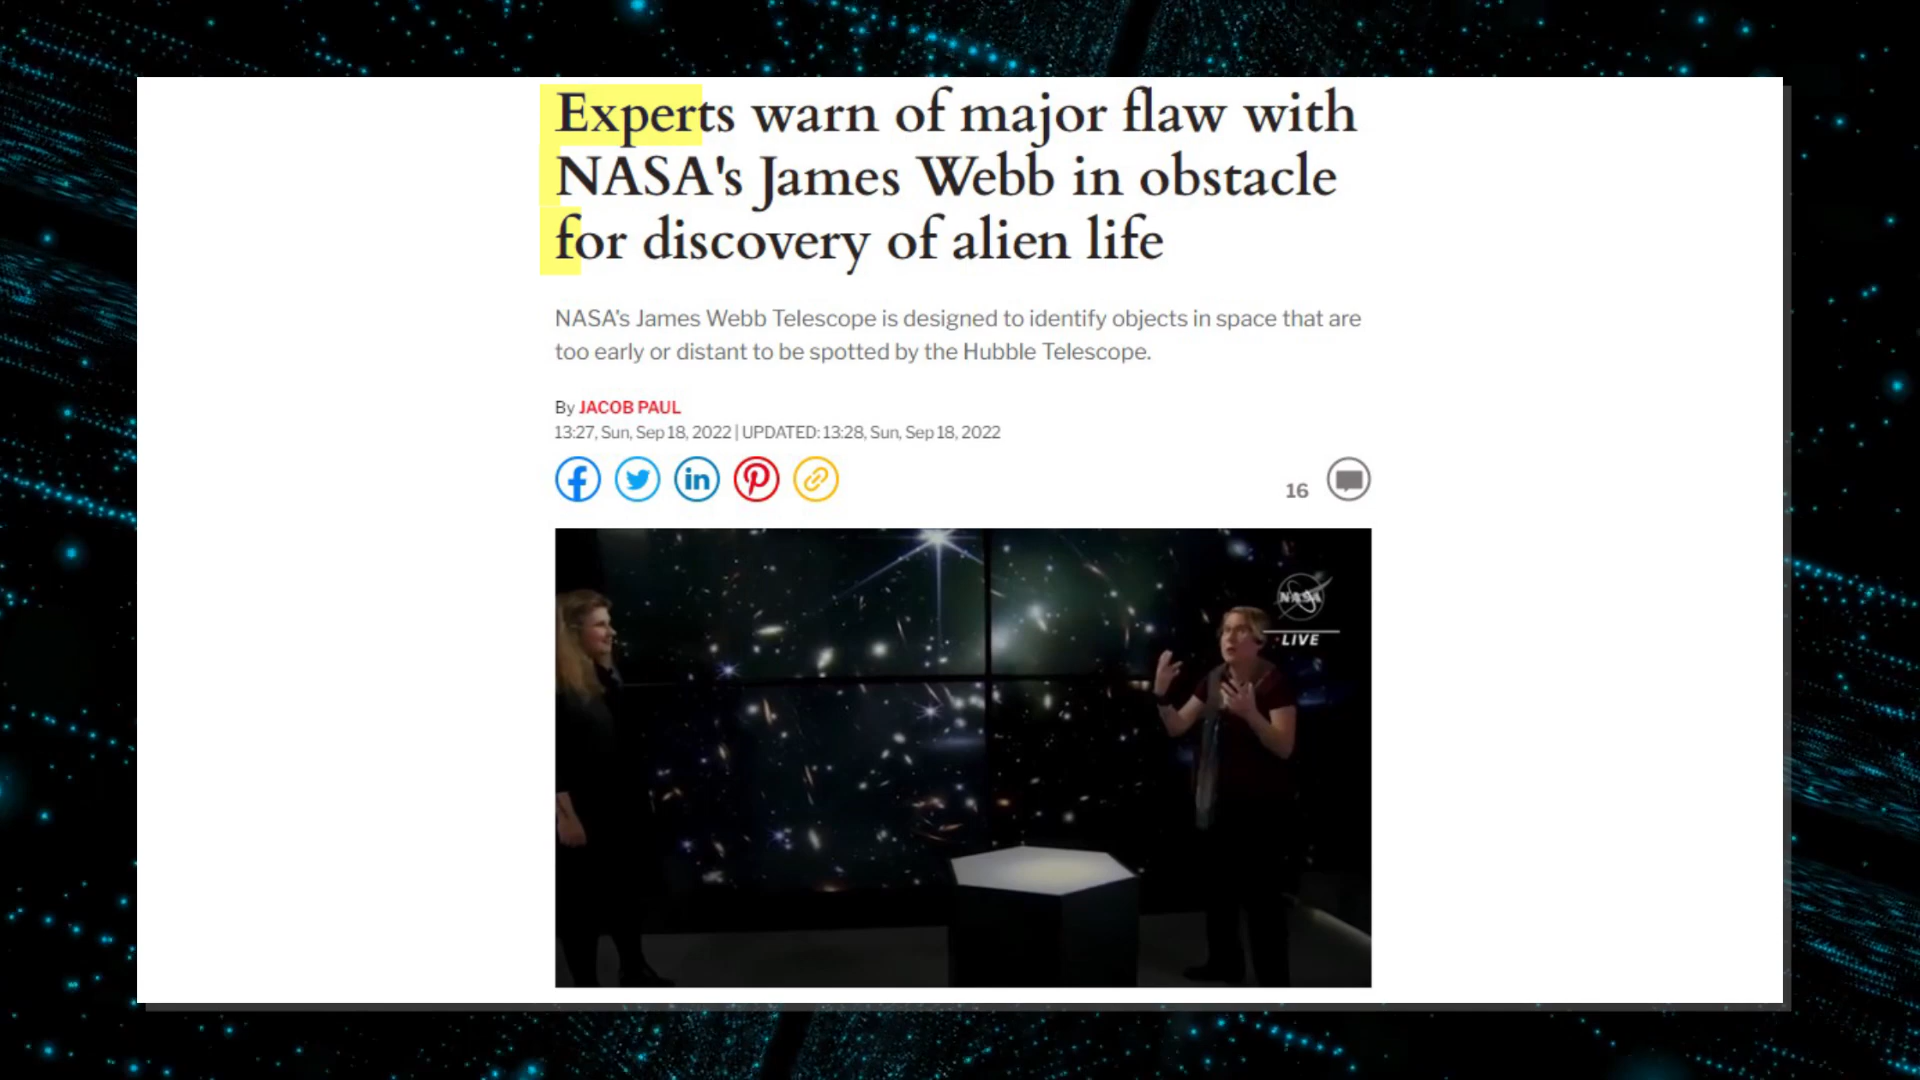 Experts warn of major flaw with
NASA's James Webb in obstacle
for discovery of alien life
NASA's James Webb Telescope is designed to identify objects in space that are
too early or distant to be spotted by the Hubble Telescope.
By JACOB PAUL
13:27, Sun, Sep 18, 2022 | UPDATED: 13:28, Sun, Sep 18, 2022
in
16
NASA
LIVE